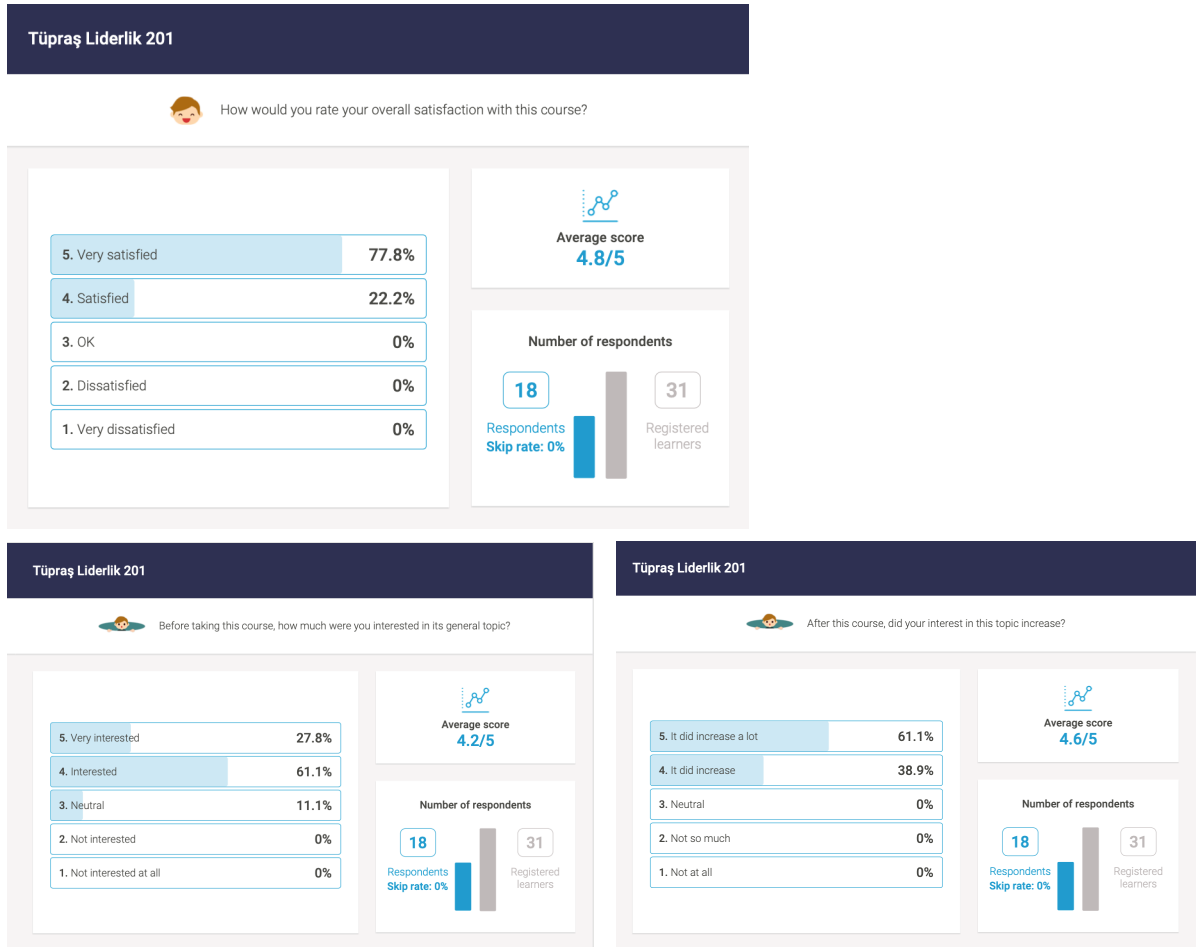 Tüpraş Liderlik 201
How would you rate your overall satisfaction with this course?
5. Very satisfied 77.8%
4. Satisfied 22.2%
3. OK 0%
2. Dissatisfied 0%
1. Very dissatisfied 0%
Average score
4.8/5
Number of respondents
18
Respondents
Skip rate: 0%
31
Registered
learners
Tüpraş Liderlik 201
Before taking this course, how much were you interested in its general topic?
5. Very interested 27.8%
4. Interested 61.1%
3. Neutral 11.1%
2. Not interested 0%
1. Not interested at all 0%
Average score
4.2/5
Number of respondents
18
Respondents
Skip rate: 0%
31
Registered
learners
Tüpraş Liderlik 201
After this course, did your interest in this topic increase?
5. It did increase a lot 61.1%
4. It did increase 38.9%
3. Neutral 0%
2. Not so much 0%
1. Not at all 0%
Average score
4.6/5
Number of respondents
18
Respondents
Skip rate: 0%
31
Registered
learners